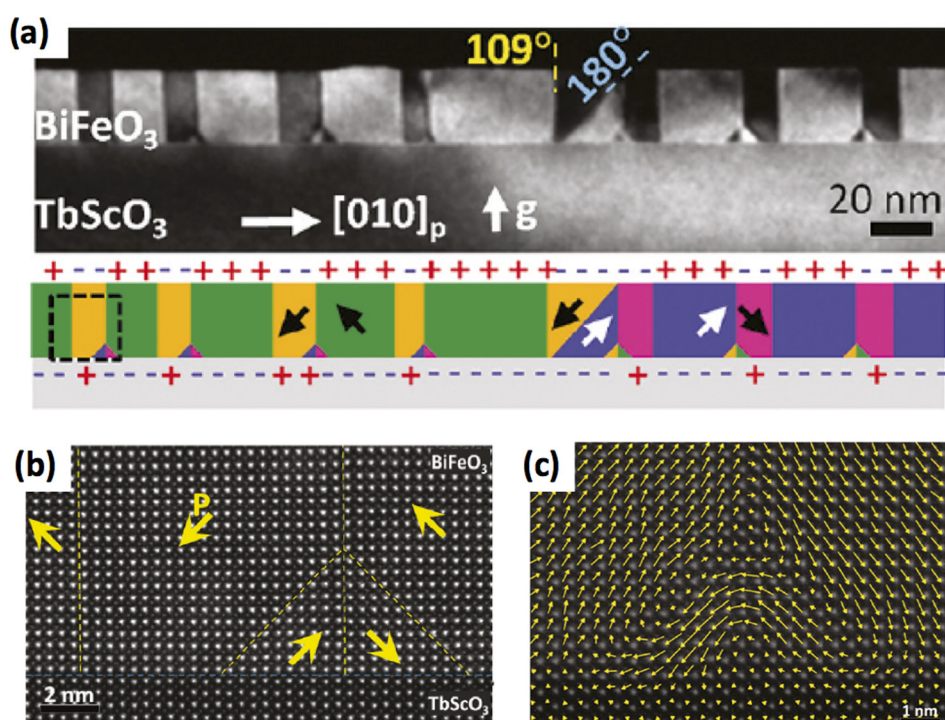 (a)
109° 180°
BiFeO₃
TbScO₃ [010]ₚ g 20 nm
(b) BiFeO₃
P
2 nm
TbScO₃
(c)
1 nm